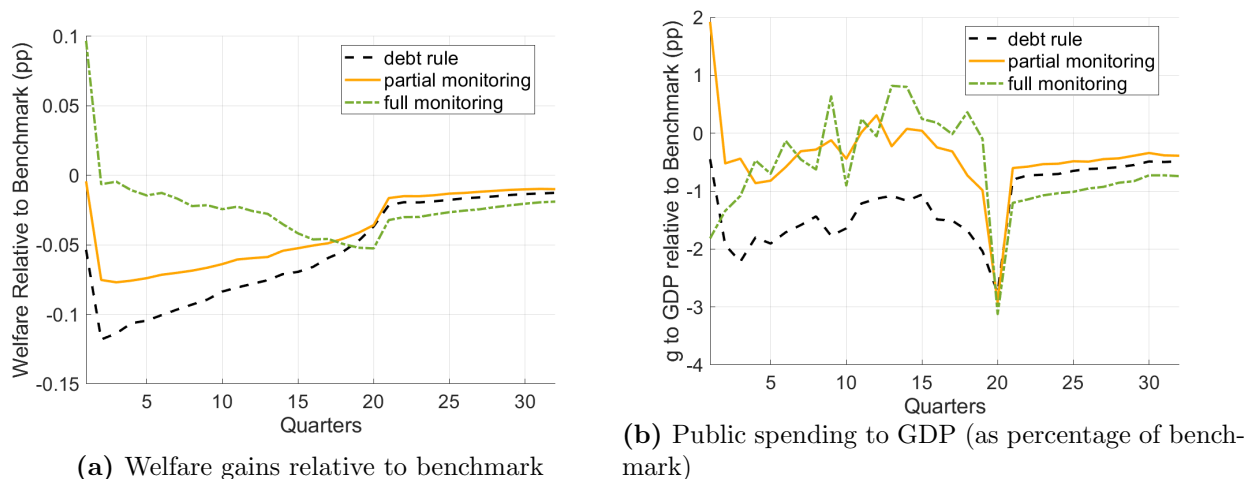 Welfare Relative to Benchmark (pp)
0.1
0.05
0
-0.05
-0.1
-0.15
5
10
15
20
25
30
Quarters
debt rule
partial monitoring
full monitoring
(a) Welfare gains relative to benchmark
g to GDP relative to Benchmark (pp)
2
1
0
-1
-2
-3
-4
5
10
15
20
25
30
Quarters
debt rule
partial monitoring
full monitoring
(b) Public spending to GDP (as percentage of bench-
mark)